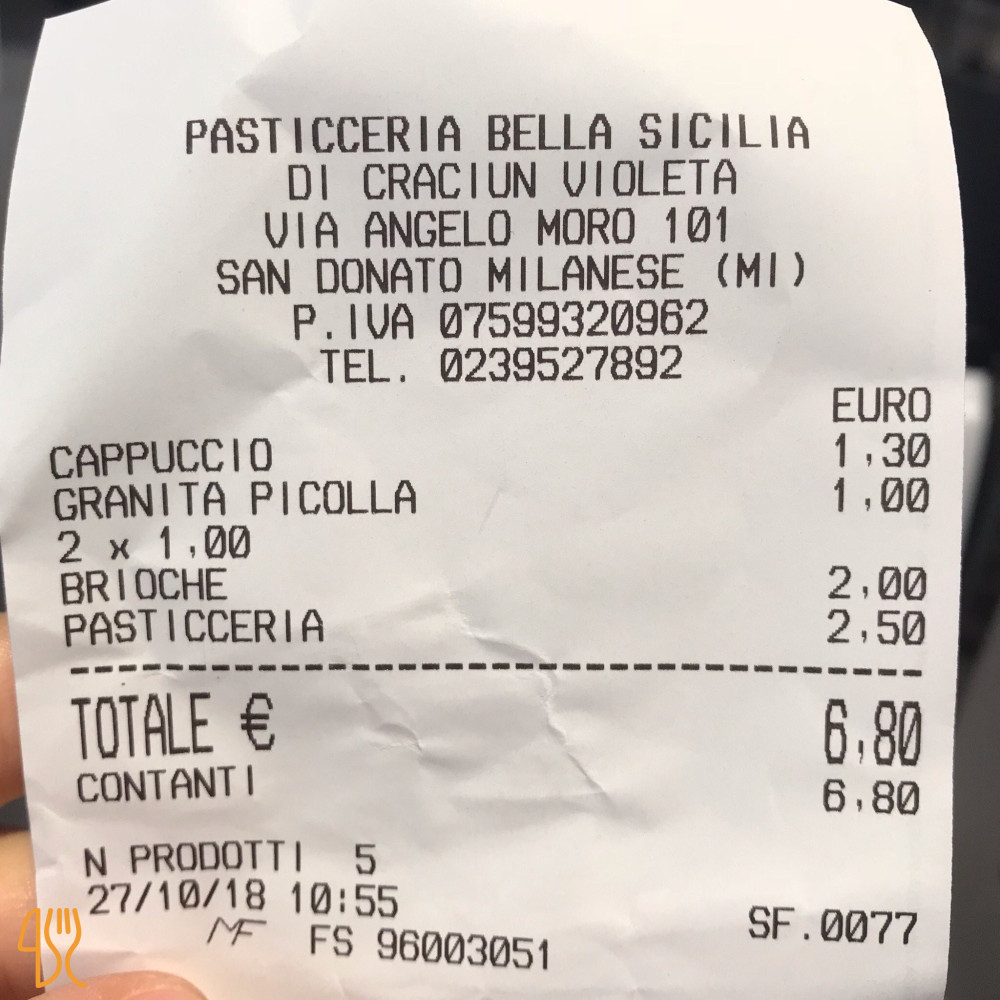 PASTICCERIA BELLA SICILIA
DI CRACIUN VIOLETA
VIA ANGELO MORO 101
SAN DONATO MILANESE (MI)
P.IVA 07599320962
TEL. 0239527892
EURO
CAPPUCCIO 1,30
GRANITA PICOLLA 1,00
2 x 1,00
BRIOCHE 2,00
PASTICCERIA 2,50
TOTALE € 6,80
CONTANTI 6,80
N PRODOTTI 5
27/10/18 10:55 SF.0077
MF FS 96003051